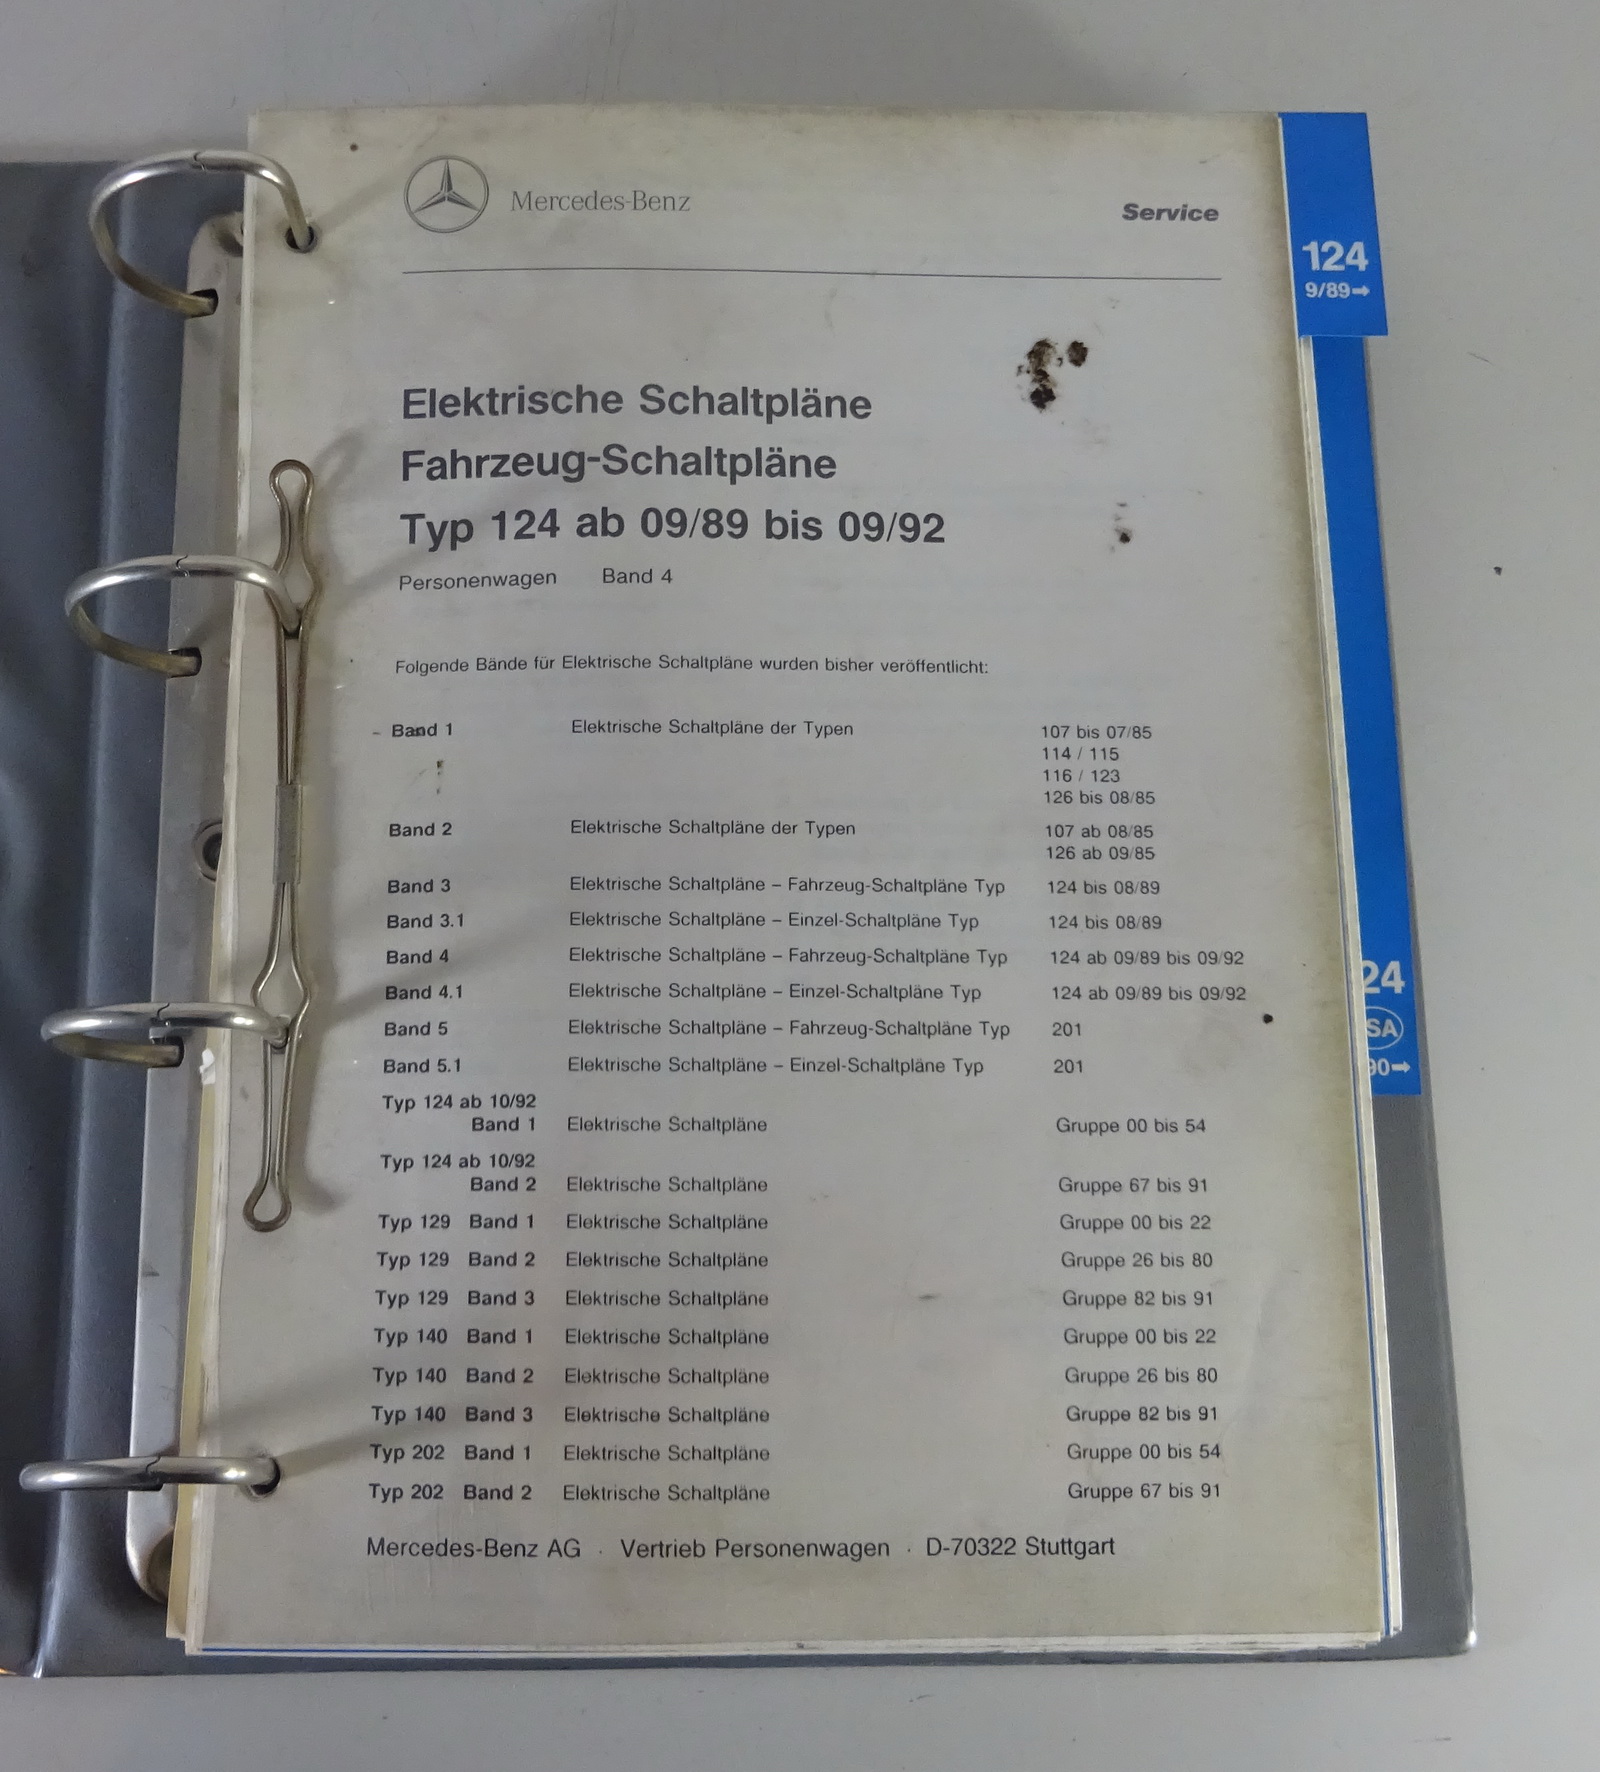 Mercedes-Benz
Service
124
9/89➞
Elektrische Schaltpläne
Fahrzeug-Schaltpläne
Typ 124 ab 09/89 bis 09/92
Personenwagen Band 4
Folgende Bände für Elektrische Schaltpläne wurden bisher veröffentlicht:
Band 1 Elektrische Schaltpläne der Typen 107 bis 07/85
114 / 115
116 / 123
126 bis 08/85
Band 2 Elektrische Schaltpläne der Typen 107 ab 08/85
126 ab 09/85
Band 3 Elektrische Schaltpläne – Fahrzeug-Schaltpläne Typ 124 bis 08/89
Band 3.1 Elektrische Schaltpläne – Einzel-Schaltpläne Typ 124 bis 08/89
Band 4 Elektrische Schaltpläne – Fahrzeug-Schaltpläne Typ 124 ab 09/89 bis 09/92
Band 4.1 Elektrische Schaltpläne – Einzel-Schaltpläne Typ 124 ab 09/89 bis 09/92
Band 5 Elektrische Schaltpläne – Fahrzeug-Schaltpläne Typ 201
Band 5.1 Elektrische Schaltpläne – Einzel-Schaltpläne Typ 201
Typ 124 ab 10/92
Band 1 Elektrische Schaltpläne Gruppe 00 bis 54
Typ 124 ab 10/92
Band 2 Elektrische Schaltpläne Gruppe 67 bis 91
Typ 129 Band 1 Elektrische Schaltpläne Gruppe 00 bis 22
Typ 129 Band 2 Elektrische Schaltpläne Gruppe 26 bis 80
Typ 129 Band 3 Elektrische Schaltpläne Gruppe 82 bis 91
Typ 140 Band 1 Elektrische Schaltpläne Gruppe 00 bis 22
Typ 140 Band 2 Elektrische Schaltpläne Gruppe 26 bis 80
Typ 140 Band 3 Elektrische Schaltpläne Gruppe 82 bis 91
Typ 202 Band 1 Elektrische Schaltpläne Gruppe 00 bis 54
Typ 202 Band 2 Elektrische Schaltpläne Gruppe 67 bis 91
Mercedes-Benz AG · Vertrieb Personenwagen · D-70322 Stuttgart
24
SA
90➞